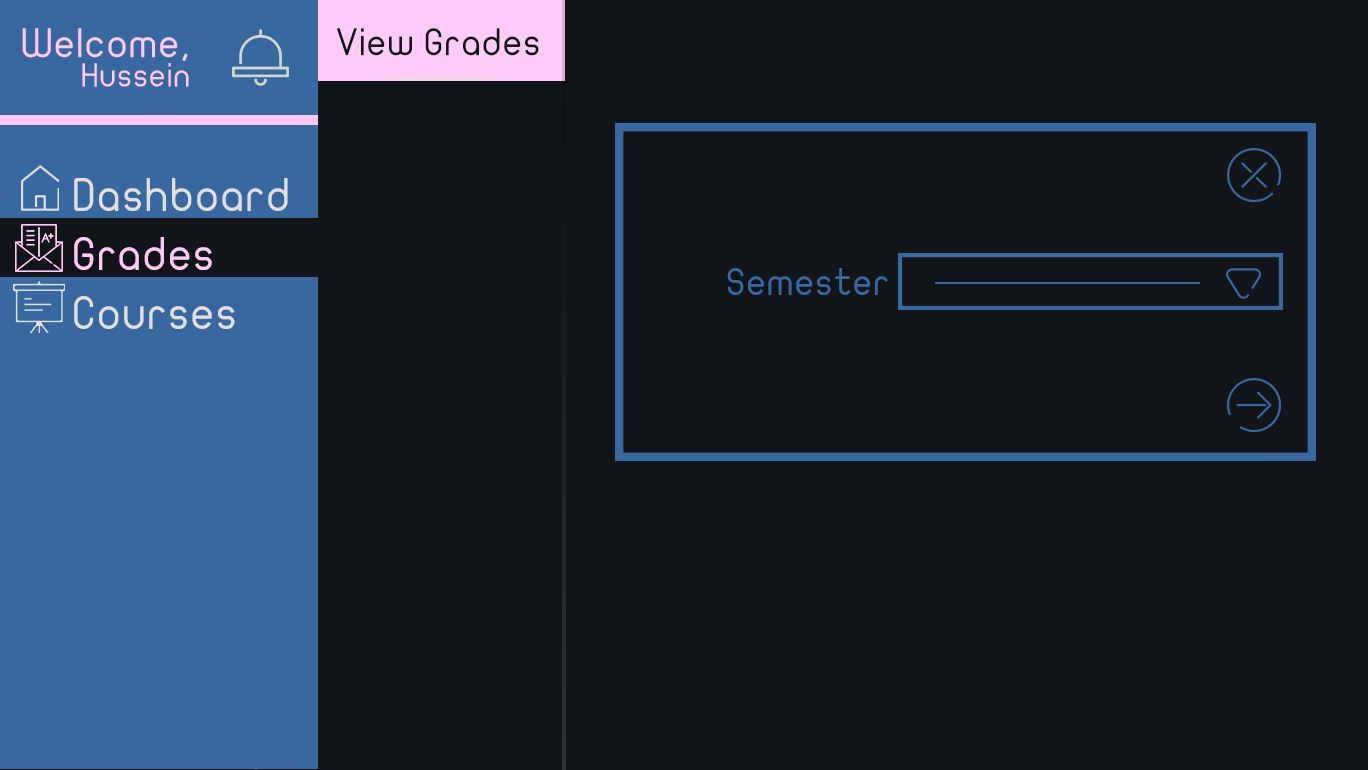 Welcome,
Hussein
View Grades
Dashboard
A+
Grades
Courses
Semester